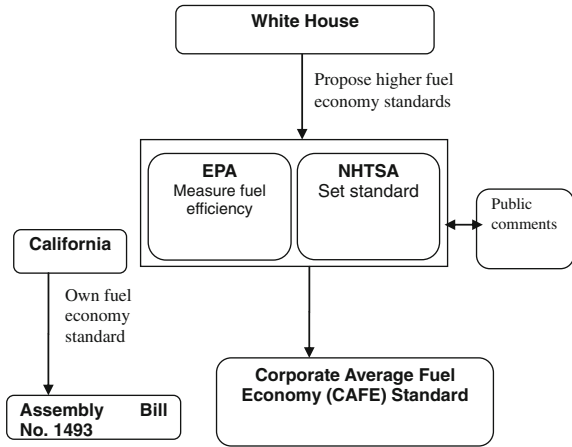 White House
Propose higher fuel
economy standards
EPA
Measure fuel
efficiency
NHTSA
Set standard
Public
comments
California
Own fuel
economy
standard
Assembly Bill
No. 1493
Corporate Average Fuel
Economy (CAFE) Standard